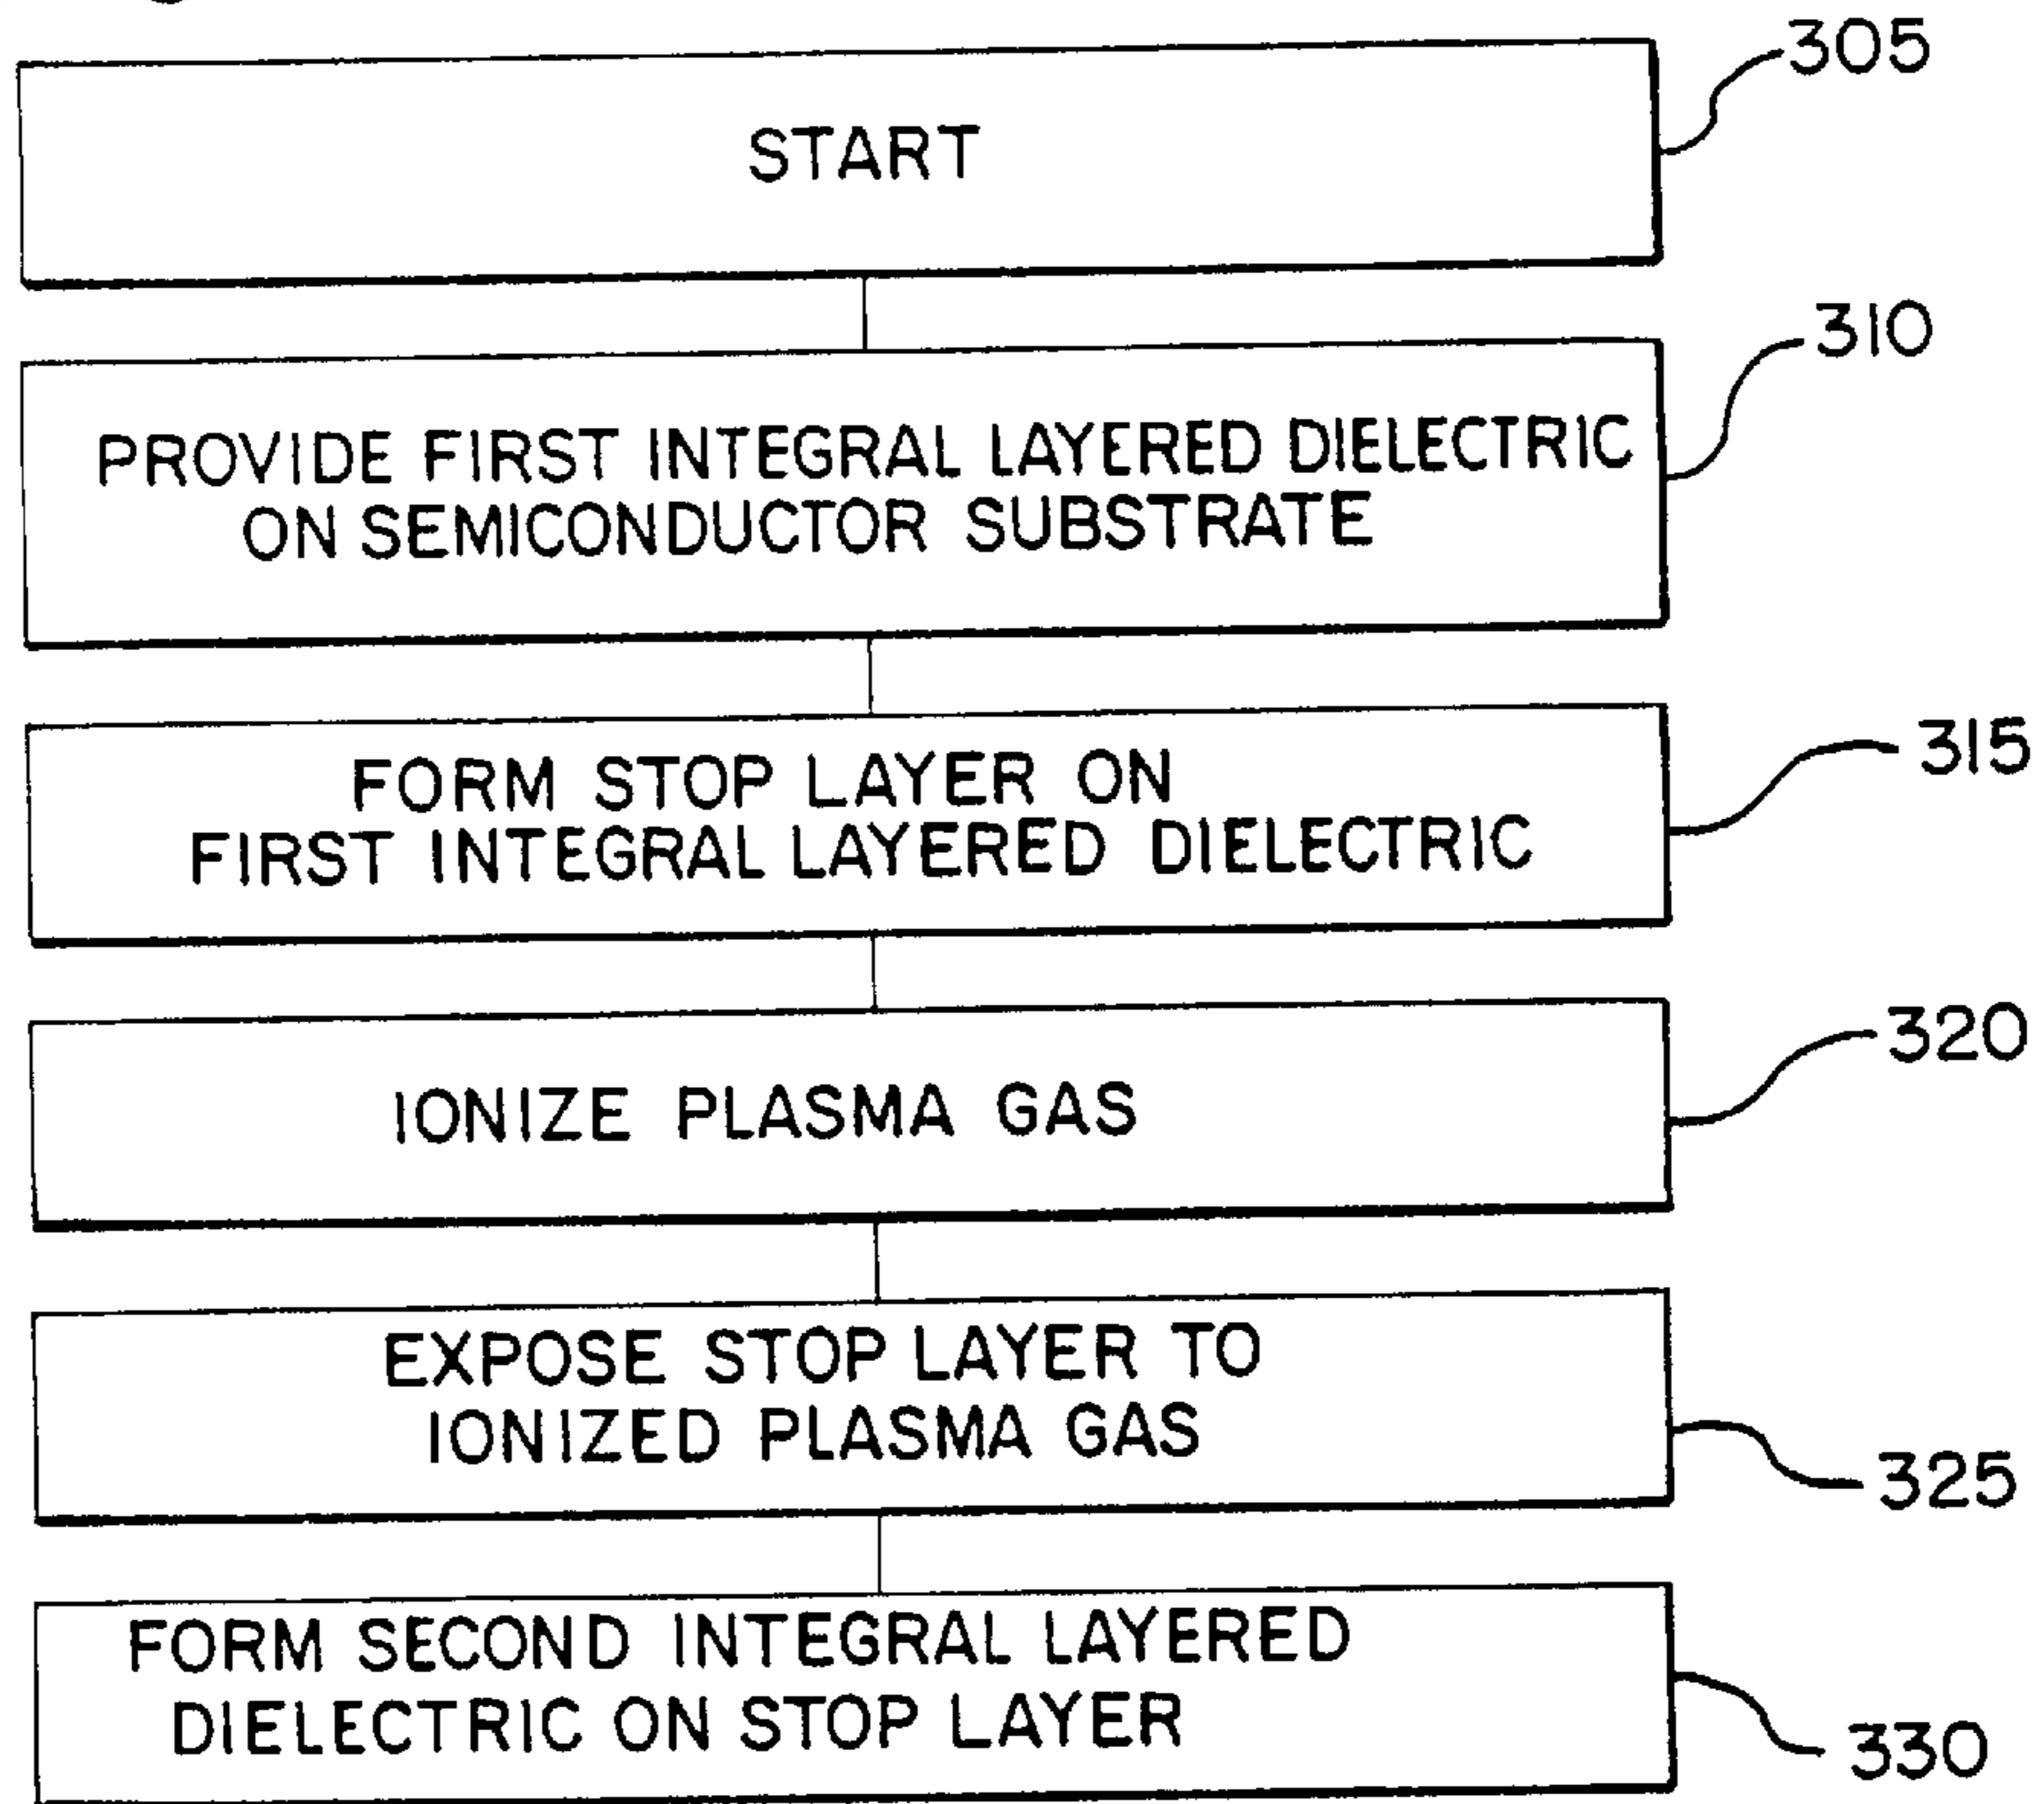 START
305
PROVIDE FIRST INTEGRAL LAYERED DIELECTRIC
ON SEMICONDUCTOR SUBSTRATE
310
FORM STOP LAYER ON
FIRST INTEGRAL LAYERED DIELECTRIC
315
IONIZE PLASMA GAS
320
EXPOSE STOP LAYER TO
IONIZED PLASMA GAS
325
FORM SECOND INTEGRAL LAYERED
DIELECTRIC ON STOP LAYER
330